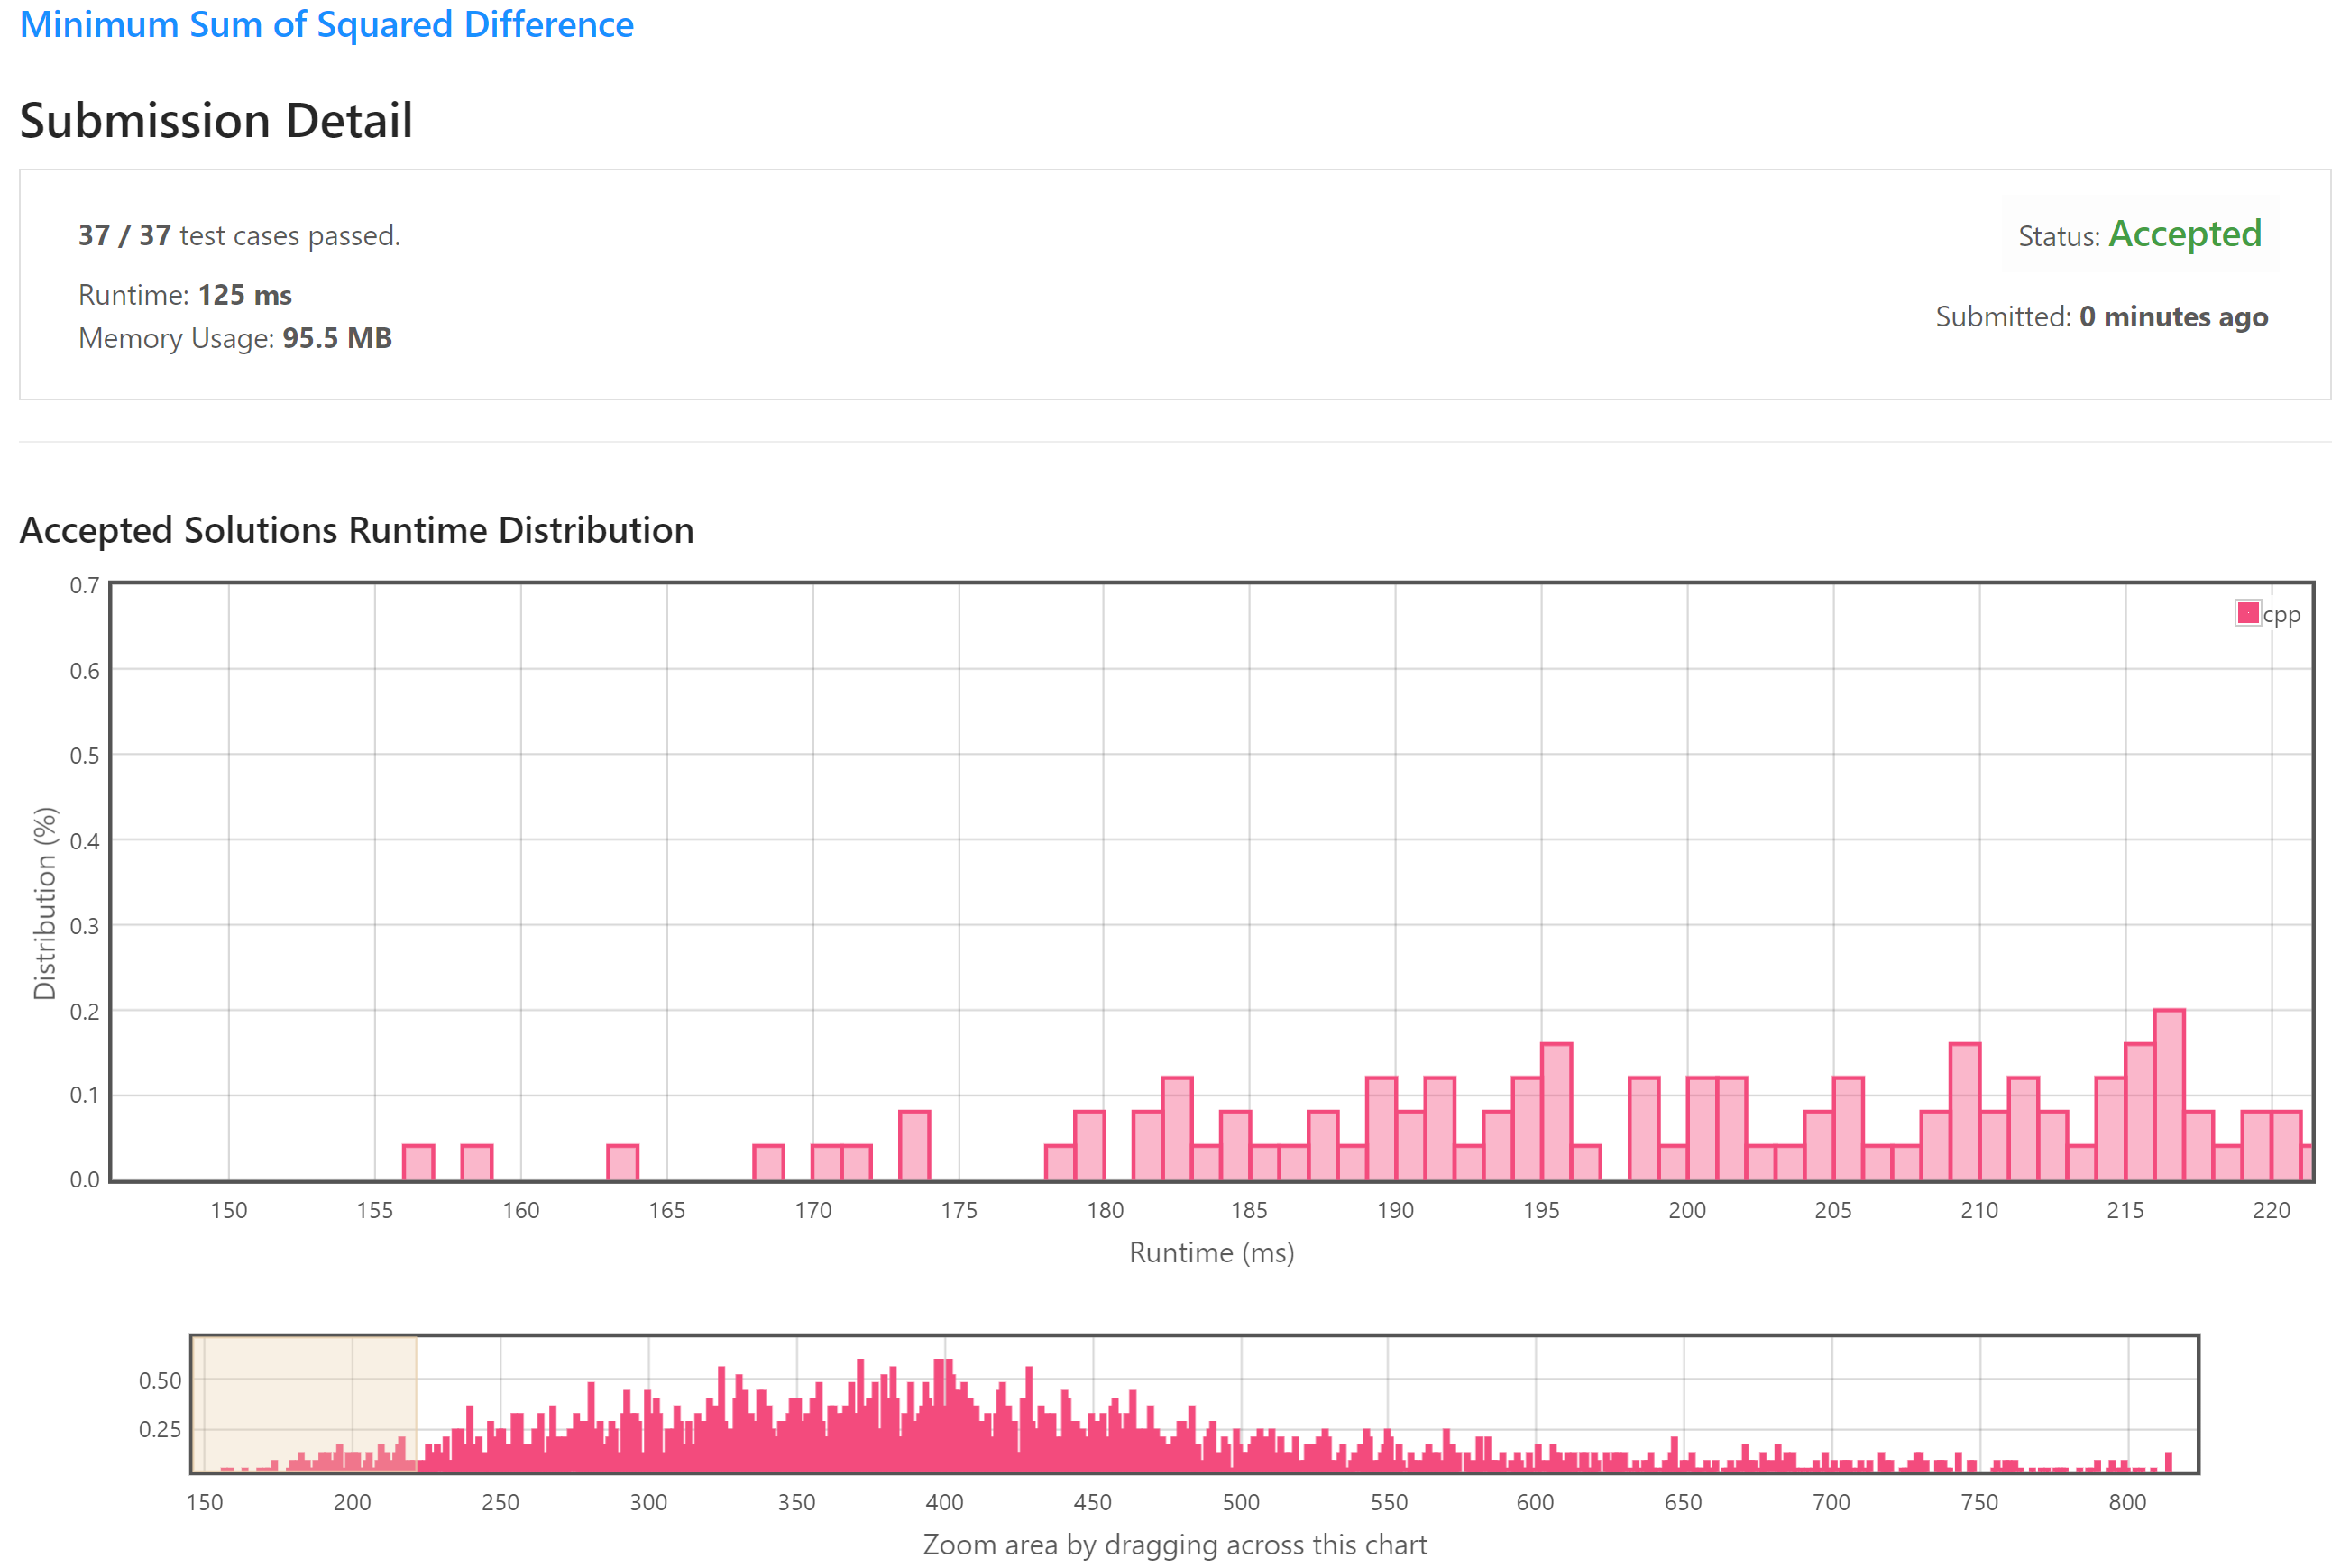 Minimum Sum of Squared Difference
Submission Detail
37 / 37 test cases passed.
Status: Accepted
Runtime: 125 ms
Submitted: 0 minutes ago
Memory Usage: 95.5 MB
Accepted Solutions Runtime Distribution
0.7
0.6
0.5
0.4
0.3
0.2
0.1
0.0
Distribution (%)
cpp
150 155 160 165 170 175 180 185 190 195 200 205 210 215 220
Runtime (ms)
0.50
0.25
150 200 250 300 350 400 450 500 550 600 650 700 750 800
Zoom area by dragging across this chart